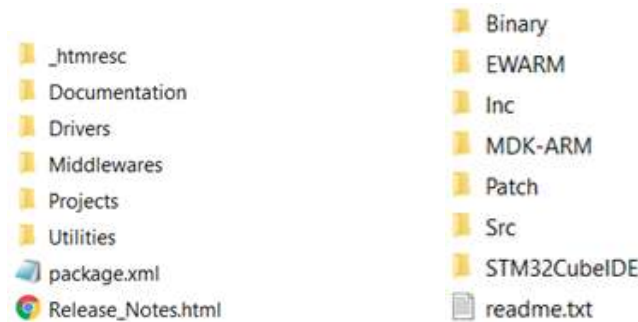 _htmresc
Documentation
Drivers
Middlewares
Projects
Utilities
package.xml
Release_Notes.html
Binary
EWARM
Inc
MDK-ARM
Patch
Src
STM32CubeIDE
readme.txt